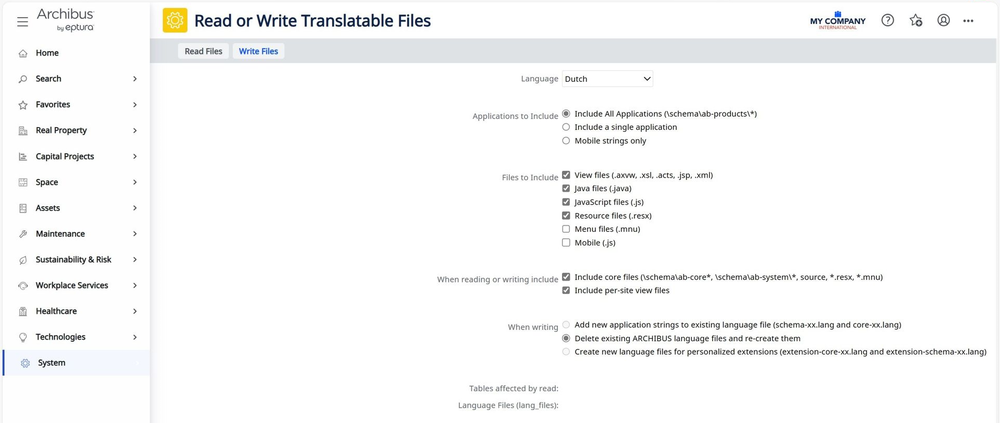 Archibus
by eptura
Home
Search
Favorites
Real Property
Capital Projects
Space
Assets
Maintenance
Sustainability & Risk
Workplace Services
Healthcare
Technologies
System
Read or Write Translatable Files
MY COMPANY
INTERNATIONAL
Read Files
Write Files
Language
Dutch
Applications to Include
Include All Applications (\schema\ab-products\*)
Include a single application
Mobile strings only
Files to Include
View files (.axvw, .xsl, .acts, .jsp, .xml)
Java files (.java)
JavaScript files (.js)
Resource files (.resx)
Menu files (.mnu)
Mobile (.js)
When reading or writing include
Include core files (\schema\ab-core*, \schema\ab-system\*, source, *.resx, *.mnu)
Include per-site view files
When writing
Add new application strings to existing language file (schema-xx.lang and core-xx.lang)
Delete existing ARCHIBUS language files and re-create them
Create new language files for personalized extensions (extension-core-xx.lang and extension-schema-xx.lang)
Tables affected by read:
Language Files (lang_files):